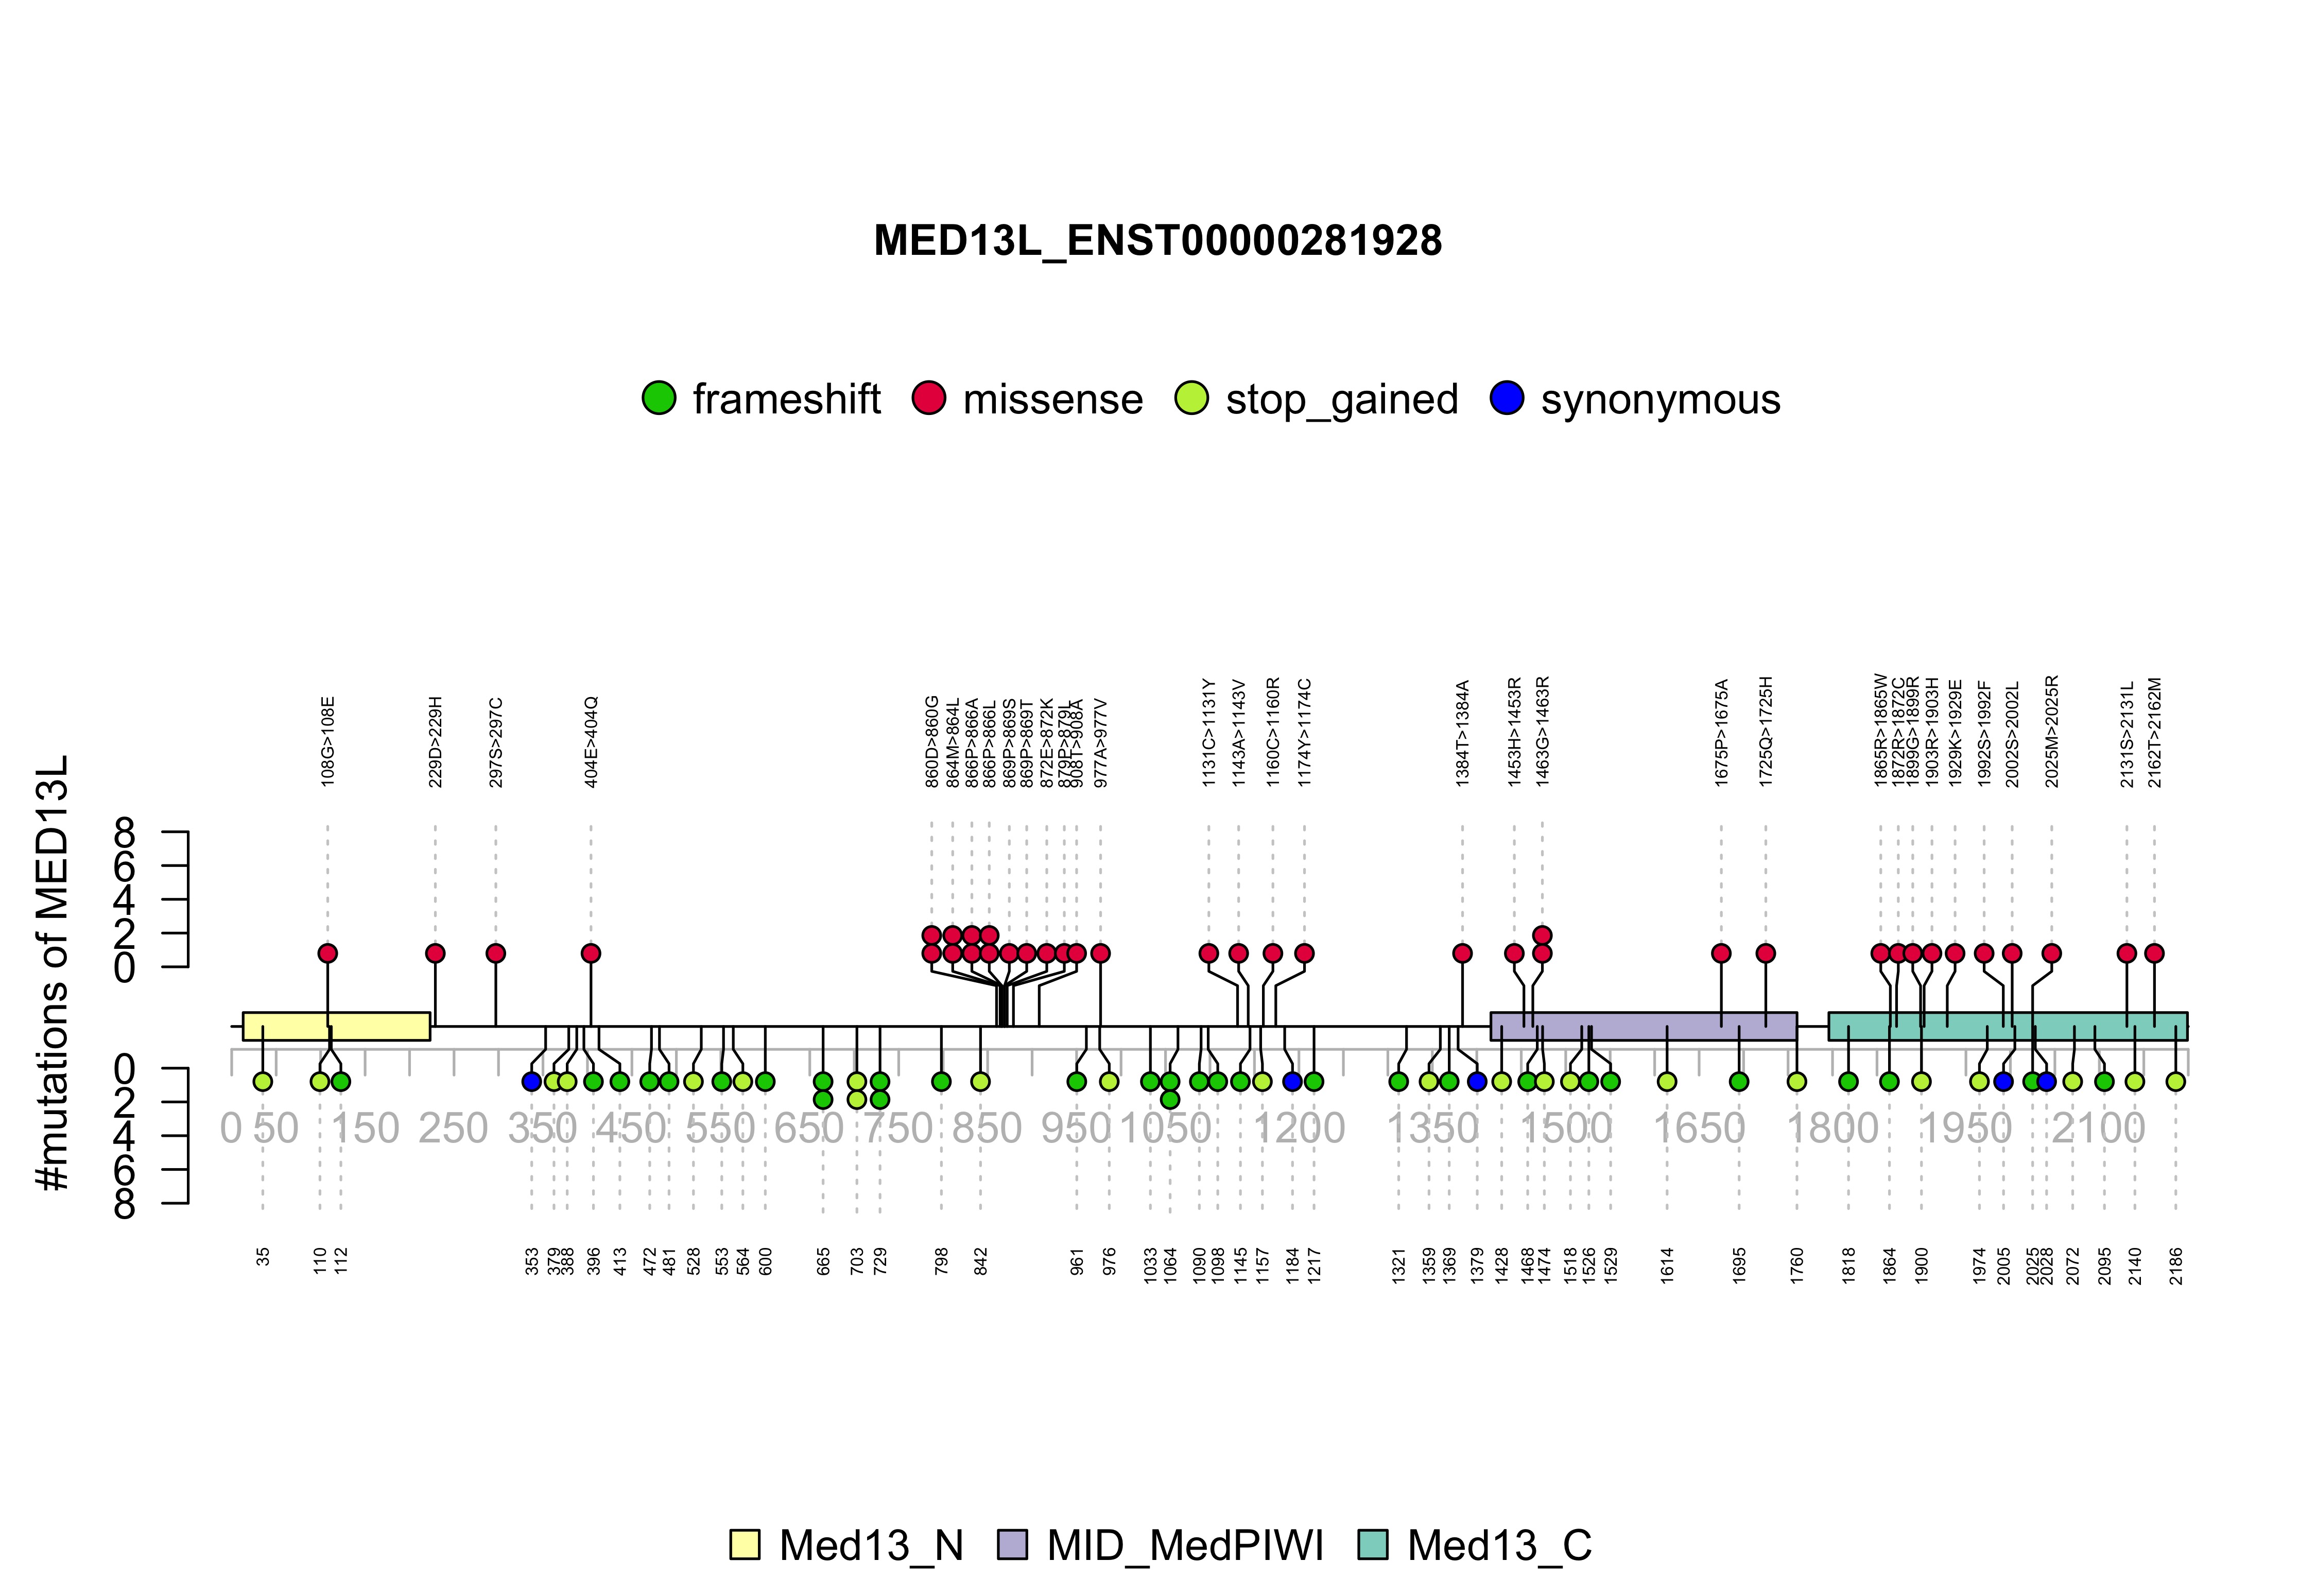 MED13L_ENST00000281928
frameshift missense stop_gained synonymous
#mutations of MED13L
108G>108E
229D>229H
297S>297C
404E>404Q
860D>860G
864M>864L
866P>866A
866P>866L
869P>869S
869P>869T
872E>872K
879P>879L
908T>908A
977A>977V
1131C>1131Y
1143A>1143V
1160C>1160R
1174Y>1174C
1384T>1384A
1453H>1453R
1463G>1463R
1675P>1675A
1725Q>1725H
1865R>1865W
1872R>1872C
1899G>1899R
1903R>1903H
1929K>1929E
1992S>1992F
2002S>2002L
2025M>2025R
2131S>2131L
2162T>2162M
8
6
4
2
0
0
2
4
6
8
0 50 150 250 350 450 550 650 750 850 950 1050 1200 1350 1500 1650 1800 1950 2100
35
110
112
353
379
388
396
413
472
481
528
553
564
600
665
703
729
798
842
961
976
1033
1064
1090
1098
1145
1157
1184
1217
1321
1359
1369
1379
1428
1468
1474
1518
1526
1529
1614
1695
1760
1818
1864
1900
1974
2005
2025
2028
2072
2095
2140
2186
Med13_N MID_MedPIWI Med13_C